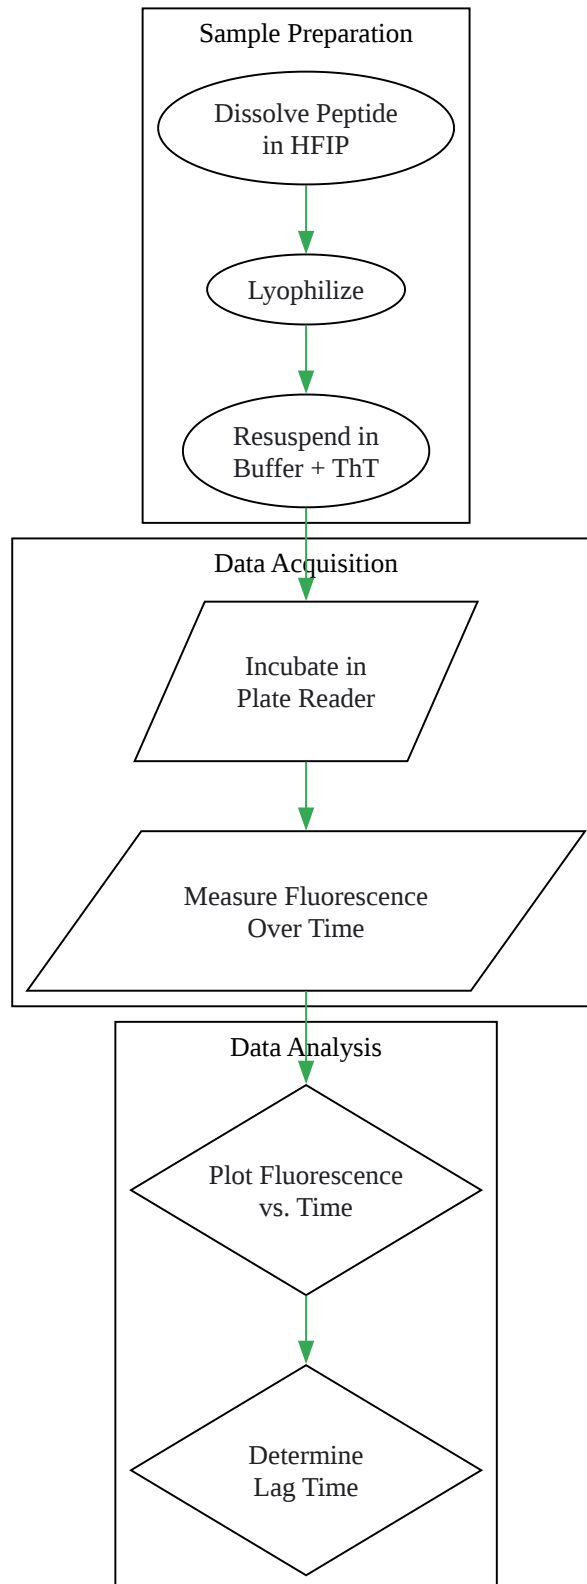 Sample Preparation
Dissolve Peptide
in HFIP
Lyophilize
Resuspend in
Buffer + ThT
Data Acquisition
Incubate in
Plate Reader
Measure Fluorescence
Over Time
Data Analysis
Plot Fluorescence
vs. Time
Determine
Lag Time